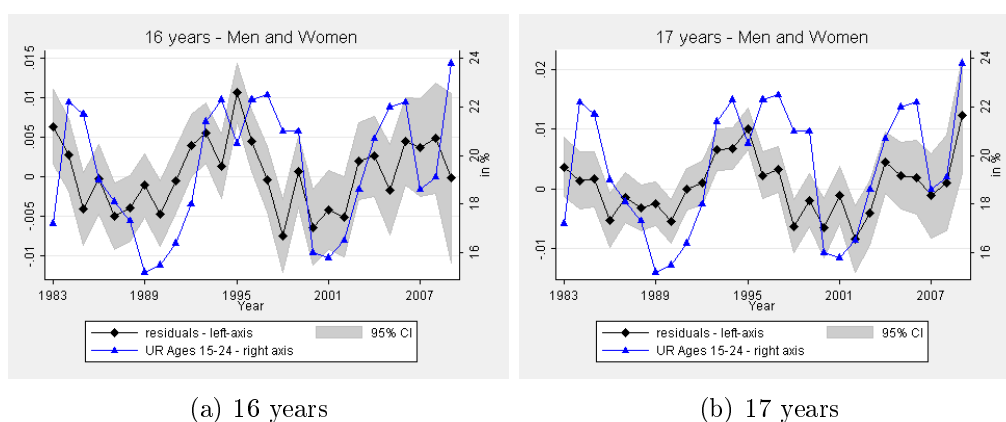 16 years - Men and Women
.015
.01
.005
0
-.005
-.01
24
22
20
18
16
in %
1983
1989
1995
2001
2007
Year
residuals - left-axis
95% CI
UR Ages 15-24 - right axis
(a) 16 years
17 years - Men and Women
.02
.01
0
-.01
24
22
20
18
16
in %
1983
1989
1995
2001
2007
Year
residuals - left-axis
95% CI
UR Ages 15-24 - right axis
(b) 17 years